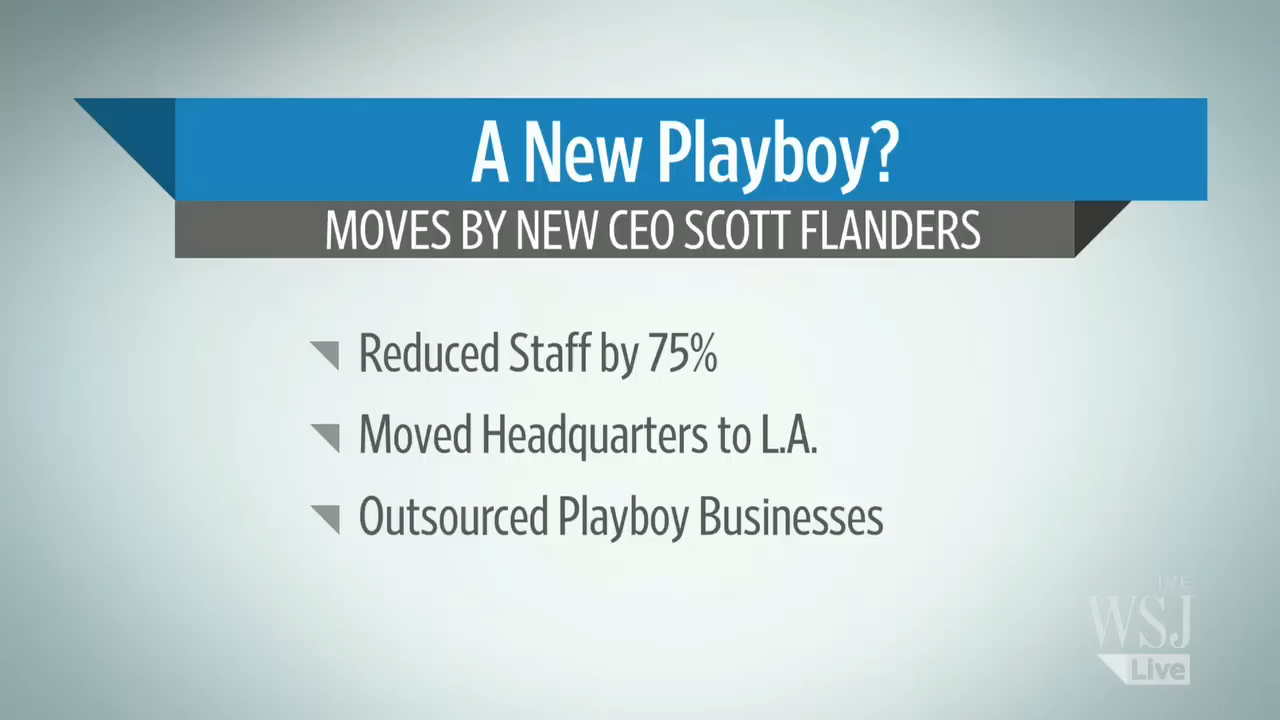 A New Playboy?
MOVES BY NEW CEO SCOTT FLANDERS
Reduced Staff by 75%
Moved Headquarters to L.A.
Outsourced Playboy Businesses
WSJ
Live